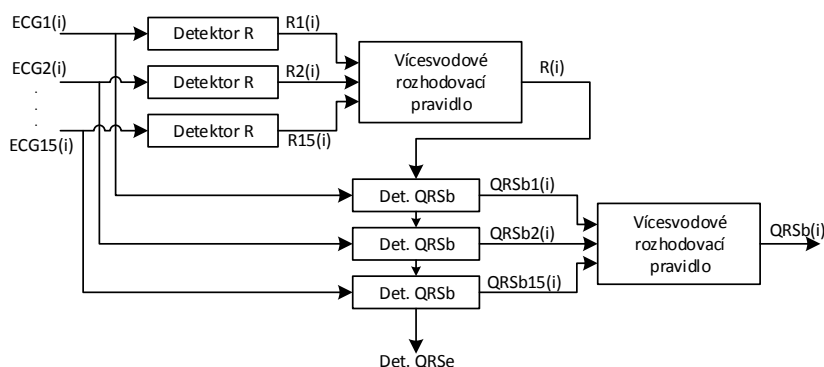 ECG1(i)
Detektor R
R1(i)
ECG2(i)
Detektor R
R2(i)
.
.
.
ECG15(i)
Detektor R
R15(i)
Vícesvodové
rozhodovací
pravidlo
R(i)
Det. QRSb
QRSb1(i)
Det. QRSb
QRSb2(i)
Det. QRSb
QRSb15(i)
Vícesvodové
rozhodovací
pravidlo
QRSb(i)
Det. QRSe